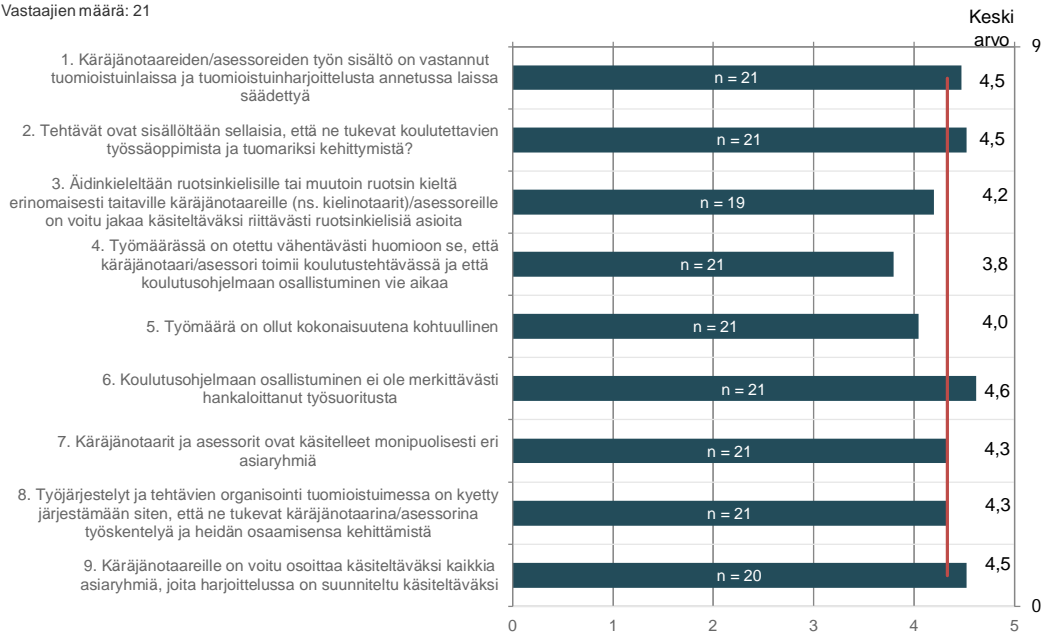 Vastaajien määrä: 21
Keski
arvo
9
1. Käräjänotaareiden/asessoreiden työn sisältö on vastannut
tuomioistuinlaissa ja tuomioistuinharjoittelusta annetussa laissa
säädettyä
n = 21
4,5
2. Tehtävät ovat sisällöltään sellaisia, että ne tukevat koulutettavien
työssäoppimista ja tuomariksi kehittymistä?
n = 21
4,5
3. Äidinkieleltään ruotsinkielisille tai muutoin ruotsin kieltä
erinomaisesti taitaville käräjänotaareille (ns. kielinotaarit)/asessoreille
on voitu jakaa käsiteltäväksi riittävästi ruotsinkielisiä asioita
n = 19
4,2
4. Työmäärässä on otettu vähentävästi huomioon se, että
käräjänotaari/asessori toimii koulutustehtävässä ja että
koulutusohjelmaan osallistuminen vie aikaa
n = 21
3,8
5. Työmäärä on ollut kokonaisuutena kohtuullinen
n = 21
4,0
6. Koulutusohjelmaan osallistuminen ei ole merkittävästi
hankaloittanut työsuoritusta
n = 21
4,6
7. Käräjänotaarit ja asessorit ovat käsitelleet monipuolisesti eri
asiaryhmiä
n = 21
4,3
8. Työjärjestelyt ja tehtävien organisointi tuomioistuimessa on kyetty
järjestämään siten, että ne tukevat käräjänotaarina/asessorina
työskentelyä ja heidän osaamisensa kehittämistä
n = 21
4,3
9. Käräjänotaareille on voitu osoittaa käsiteltäväksi kaikkia
asiaryhmiä, joita harjoittelussa on suunniteltu käsiteltäväksi
n = 20
4,5
0
0 1 2 3 4 5